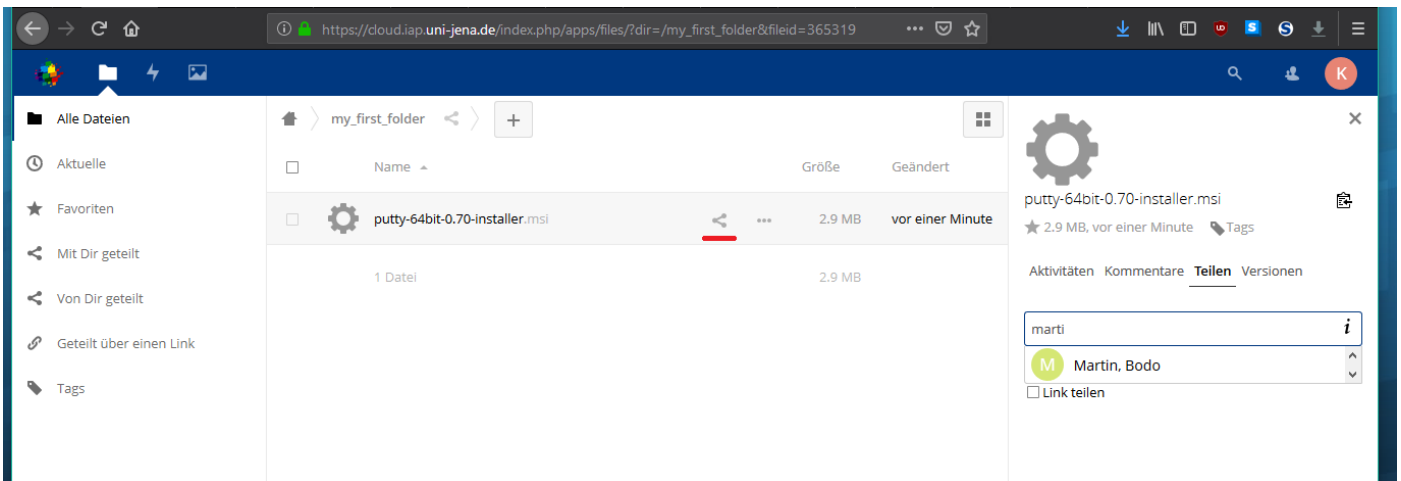 https://cloud.iap.uni-jena.de/index.php/apps/files/?dir=/my_first_folder&fileid=365319
K
Alle Dateien
Aktuelle
Favoriten
Mit Dir geteilt
Von Dir geteilt
Geteilt über einen Link
Tags
my_first_folder
+
Name Größe Geändert
putty-64bit-0.70-installer.msi 2.9 MB vor einer Minute
1 Datei 2.9 MB
putty-64bit-0.70-installer.msi
2.9 MB, vor einer Minute Tags
Aktivitäten Kommentare Teilen Versionen
marti i
M Martin, Bodo
Link teilen